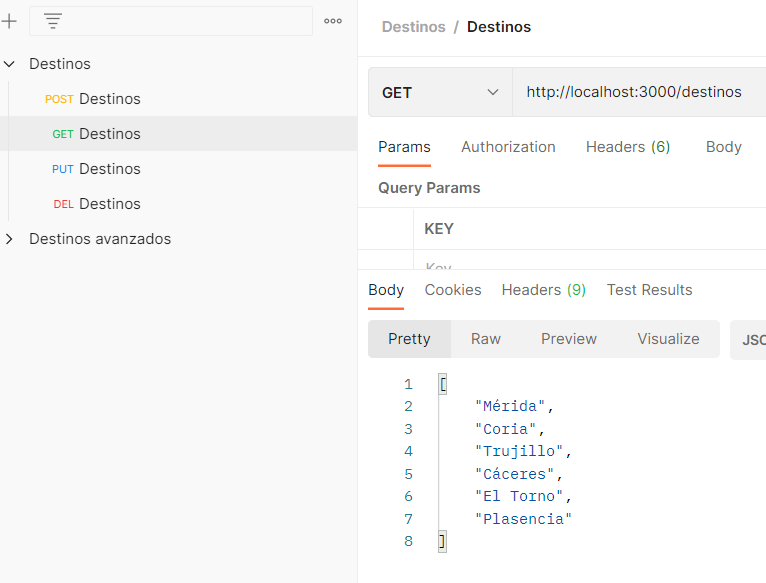 Destinos
POST Destinos
GET Destinos
PUT Destinos
DEL Destinos
Destinos avanzados
Destinos / Destinos
GET http://localhost:3000/destinos
Params Authorization Headers (6) Body
Query Params
KEY
Key
Body Cookies Headers (9) Test Results
Pretty Raw Preview Visualize
1 [
2 "Mérida",
3 "Coria",
4 "Trujillo",
5 "Cáceres",
6 "El Torno",
7 "Plasencia"
8 ]